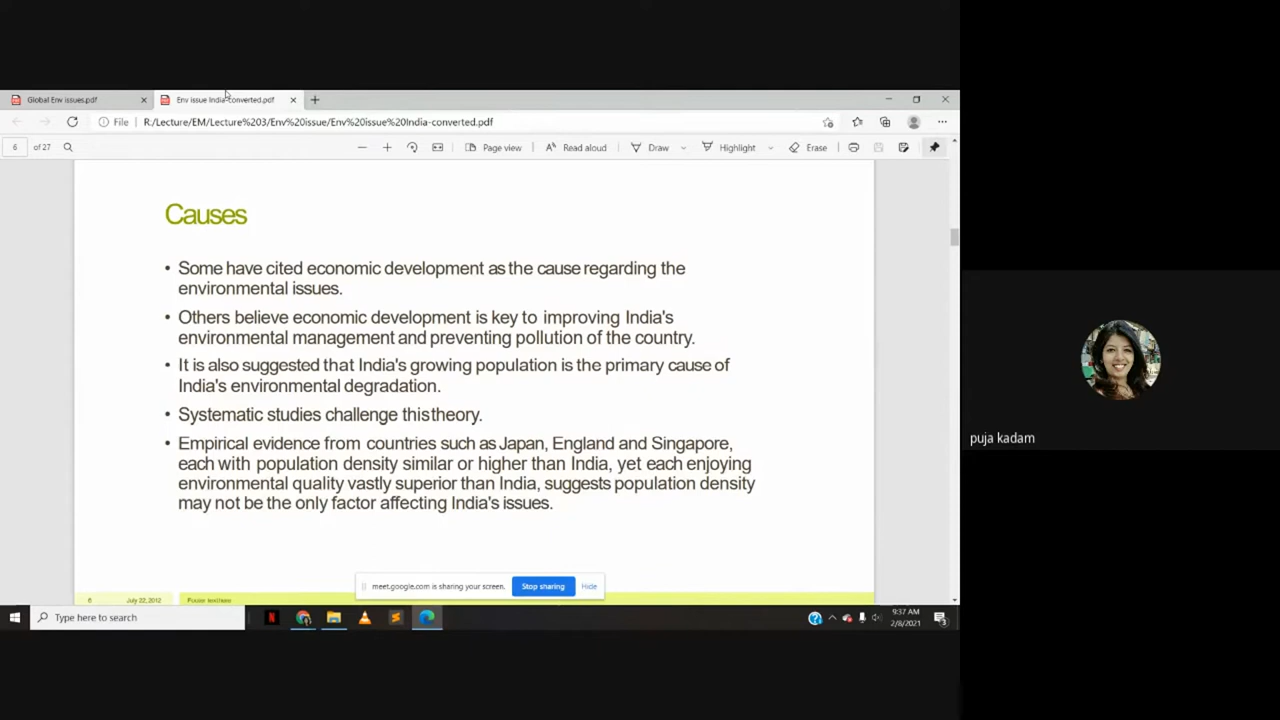 Global Env issues.pdf
Env issue India-converted.pdf
File R:/Lecture/EM/Lecture%203/Env%20issue/Env%20issue%20India-converted.pdf
6 of 27 Page view Read aloud Draw Highlight Erase
Causes
• Some have cited economic development as the cause regarding the
environmental issues.
• Others believe economic development is key to improving India's
environmental management and preventing pollution of the country.
• It is also suggested that India's growing population is the primary cause of
India's environmental degradation.
• Systematic studies challenge thistheory.
• Empirical evidence from countries such as Japan, England and Singapore,
each with population density similar or higher than India, yet each enjoying
environmental quality vastly superior than India, suggests population density
may not be the only factor affecting India's issues.
puja kadam
meet.google.com is sharing your screen. Stop sharing Hide
6 July 22, 2012 Footer texthere
Type here to search
9:37 AM
2/8/2021